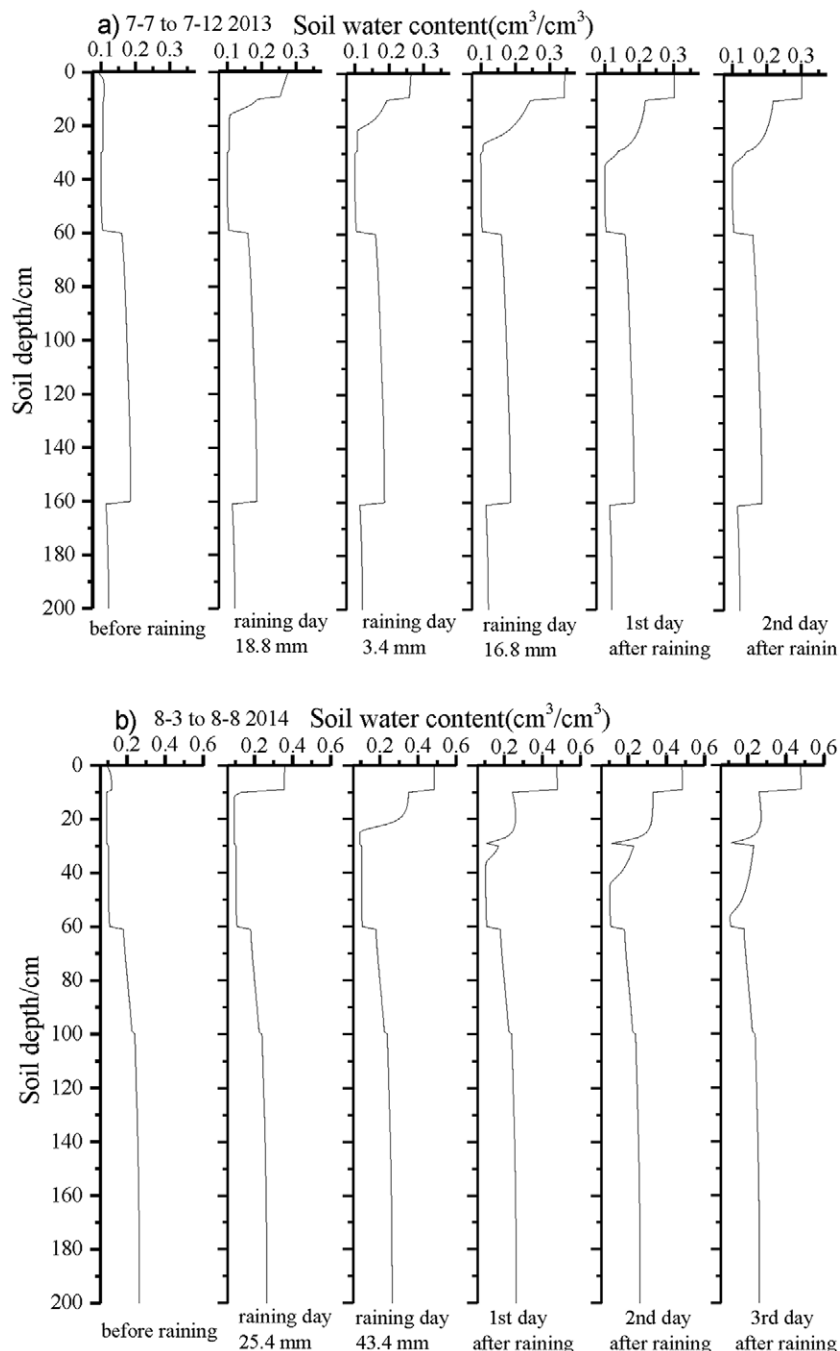 a) 7-7 to 7-12 2013 Soil water content(cm³/cm³)
0.1 0.2 0.3 0.1 0.2 0.3 0.1 0.2 0.3 0.1 0.2 0.3 0.1 0.2 0.3 0.1 0.2 0.3
0
20
40
60
80
100
120
140
160
180
200
Soil depth/cm
before raining
raining day
18.8 mm
raining day
3.4 mm
raining day
16.8 mm
1st day
after raining
2nd day
after rainin
b) 8-3 to 8-8 2014 Soil water content(cm³/cm³)
0.2 0.4 0.6 0.2 0.4 0.6 0.2 0.4 0.6 0.2 0.4 0.6 0.2 0.4 0.6 0.2 0.4 0.6
0
20
40
60
80
100
120
140
160
180
200
Soil depth/cm
before raining
raining day
25.4 mm
raining day
43.4 mm
1st day
after raining
2nd day
after raining
3rd day
after raining